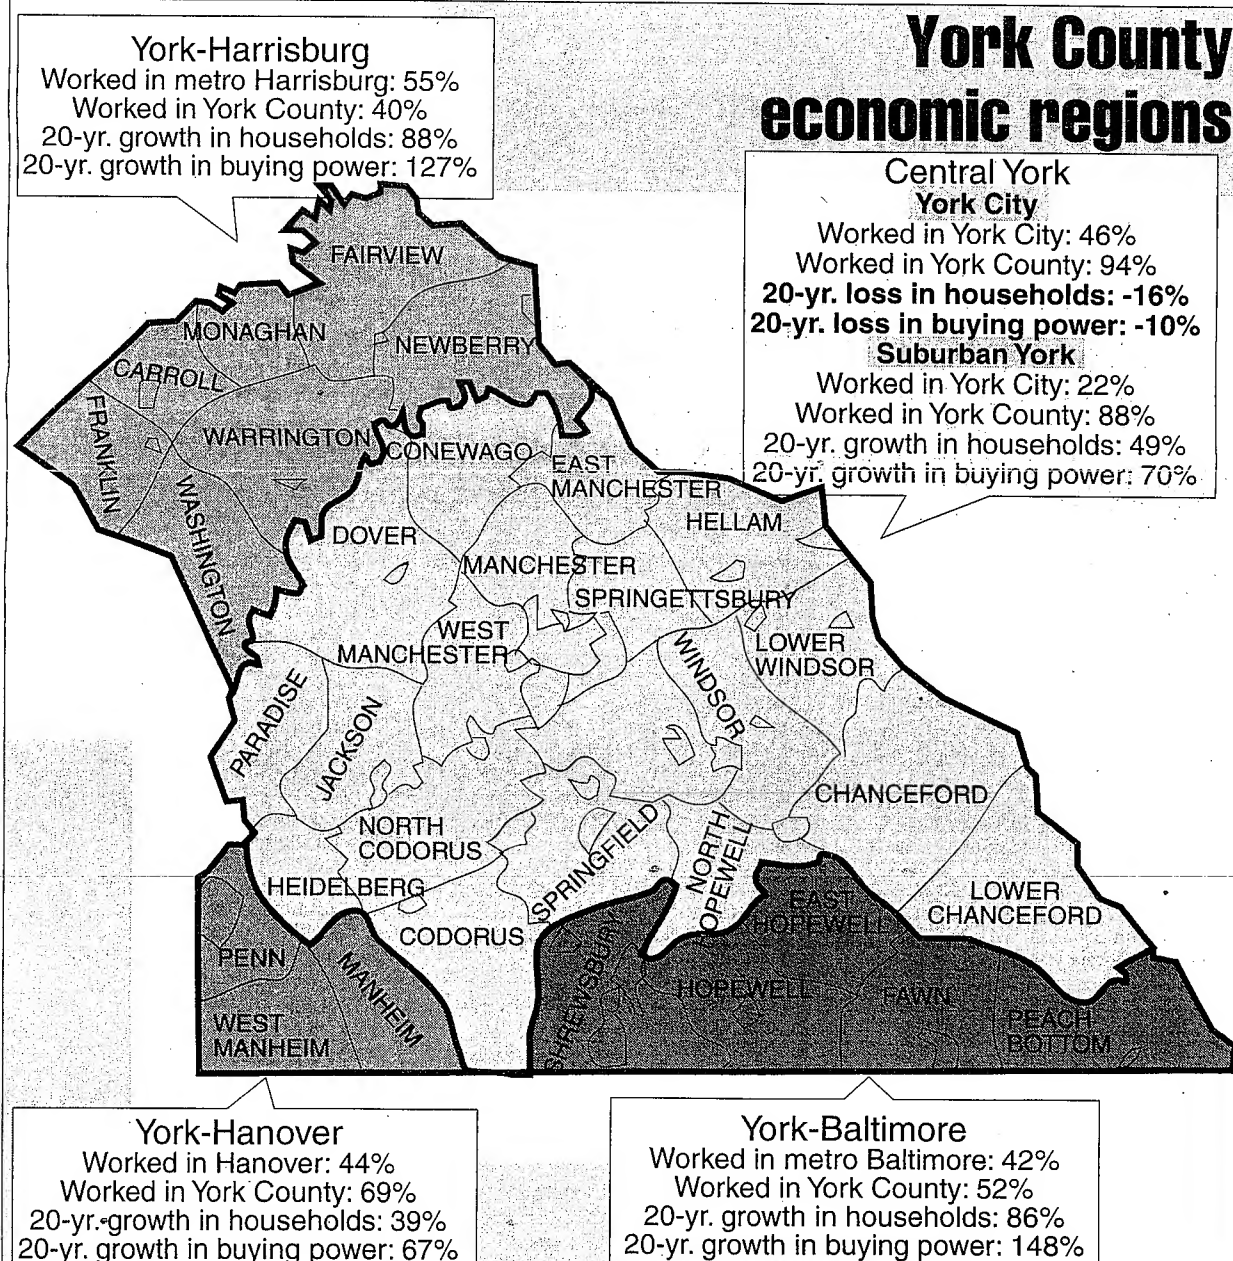 York County
economic regions
York-Harrisburg
Worked in metro Harrisburg: 55%
Worked in York County: 40%
20-yr. growth in households: 88%
20-yr. growth in buying power: 127%
Central York
York City
Worked in York City: 46%
Worked in York County: 94%
20-yr. loss in households: -16%
20-yr. loss in buying power: -10%
Suburban York
Worked in York City: 22%
Worked in York County: 88%
20-yr. growth in households: 49%
20-yr. growth in buying power: 70%
FAIRVIEW
MONAGHAN
NEWBERRY
CARROLL
FRANKLIN
WARRINGTON
WASHINGTON
CONEWAGO
EAST
MANCHESTER
HELLAM
DOVER
MANCHESTER
SPRINGETTSBURY
WEST
MANCHESTER
WINDSOR
LOWER
WINDSOR
PARADISE
JACKSON
CHANCEFORD
NORTH
CODORUS
SPRINGFIELD
NORTH
HOPEWELL
HEIDELBERG
LOWER
CHANCEFORD
EAST
HOPEWELL
CODORUS
PENN
MANHEIM
SHREWSBURY
HOPEWELL
FAWN
WEST
MANHEIM
PEACH
BOTTOM
York-Hanover
Worked in Hanover: 44%
Worked in York County: 69%
20-yr. growth in households: 39%
20-yr. growth in buying power: 67%
York-Baltimore
Worked in metro Baltimore: 42%
Worked in York County: 52%
20-yr. growth in households: 86%
20-yr. growth in buying power: 148%